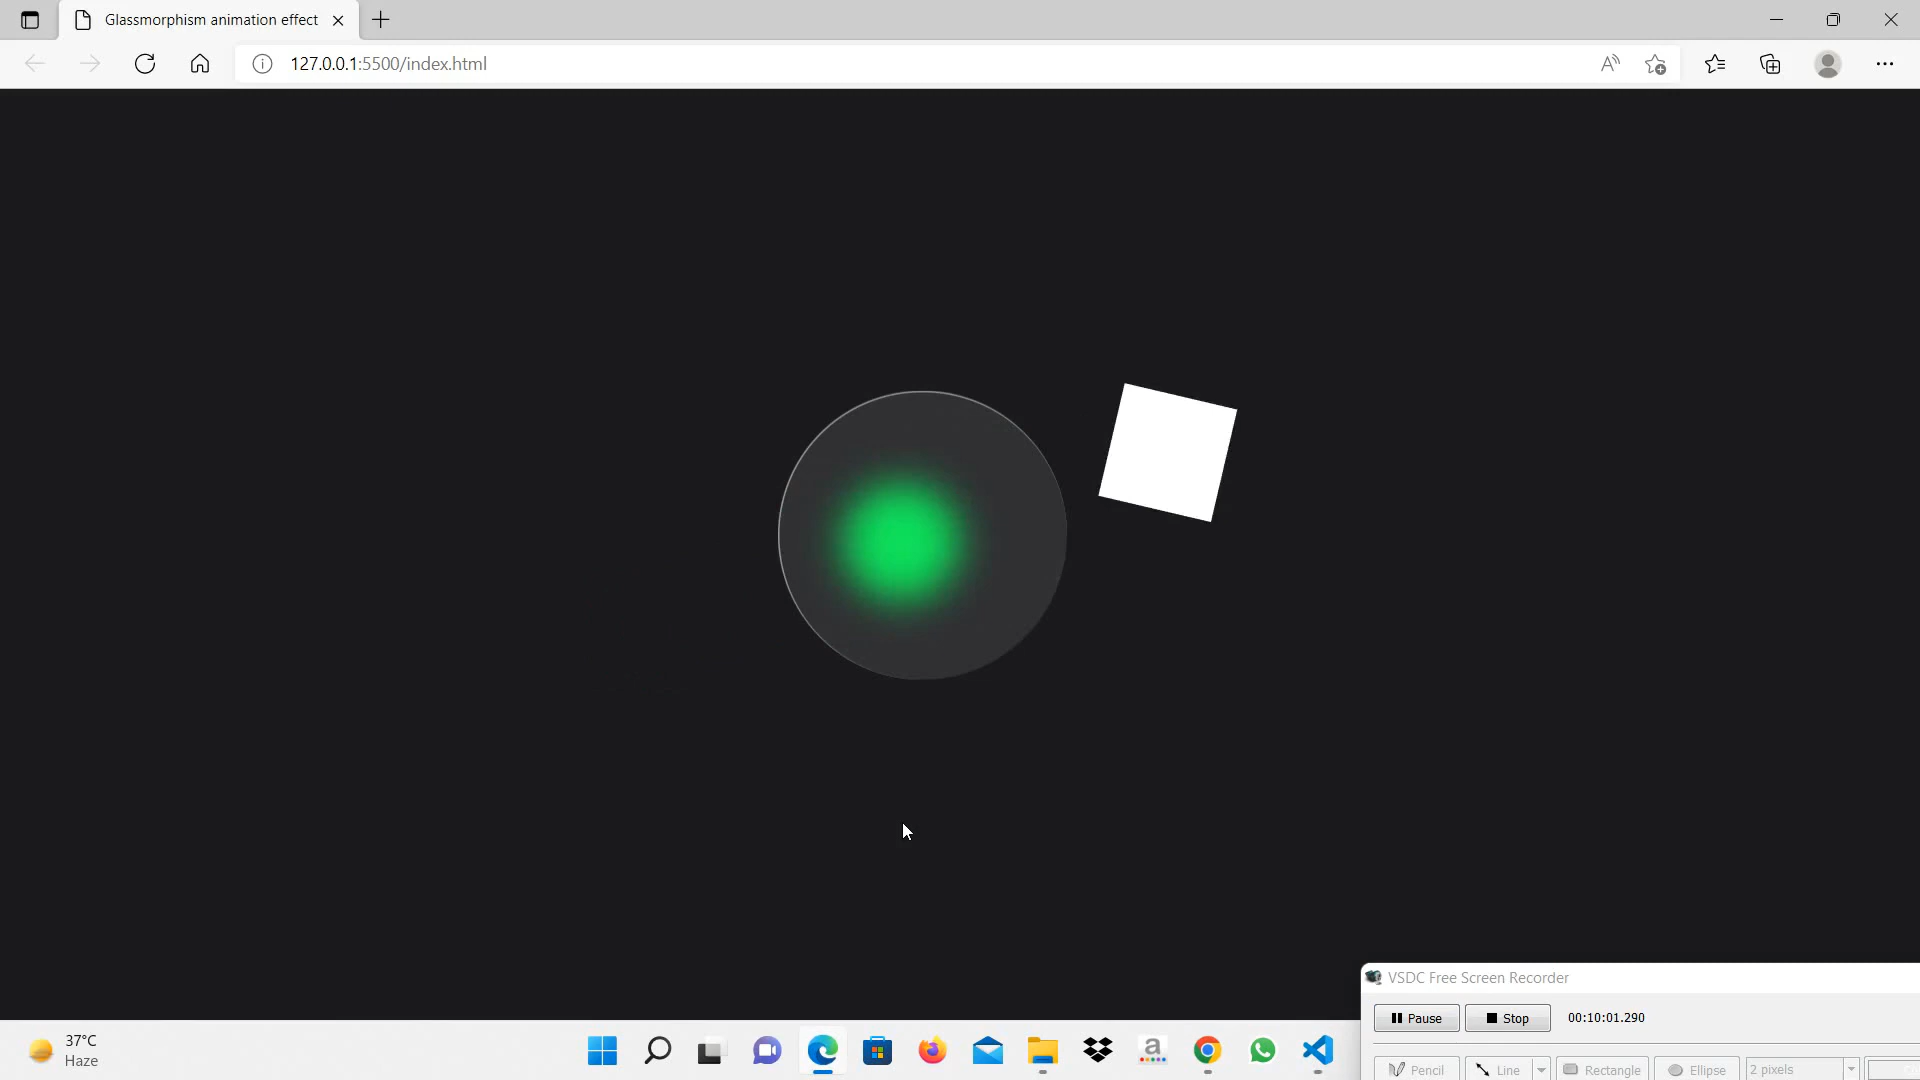 Glassmorphism animation effect
127.0.0.1:5500/index.html
VSDC Free Screen Recorder
Pause
Stop
00:10:01.290
37°C
Haze
Pencil
Line
Rectangle
Ellipse
2 pixels